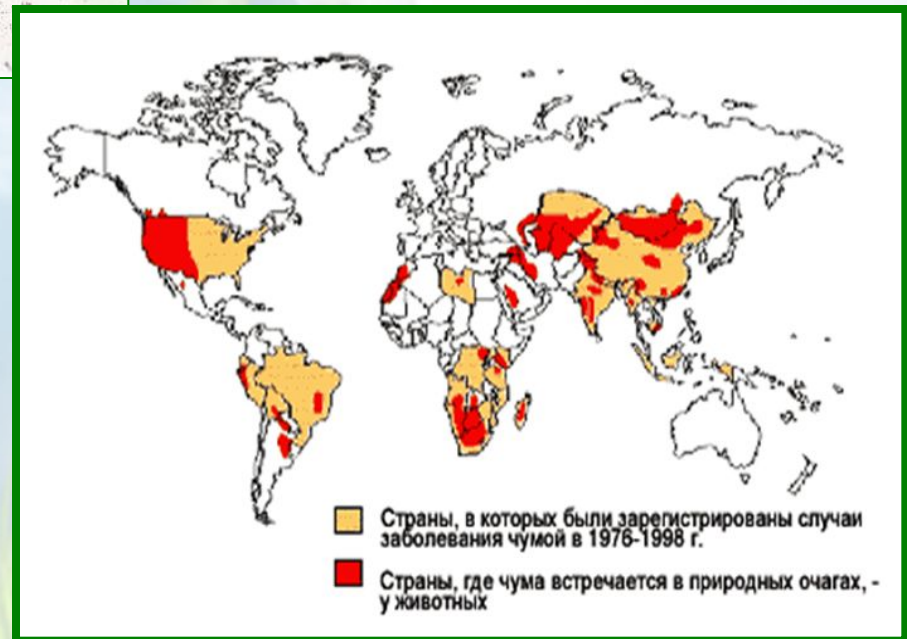 Страны, в которых были зарегистрированы случаи
заболевания чумой в 1976-1998 г.
Страны, где чума встречается в природных очагах, -
у животных